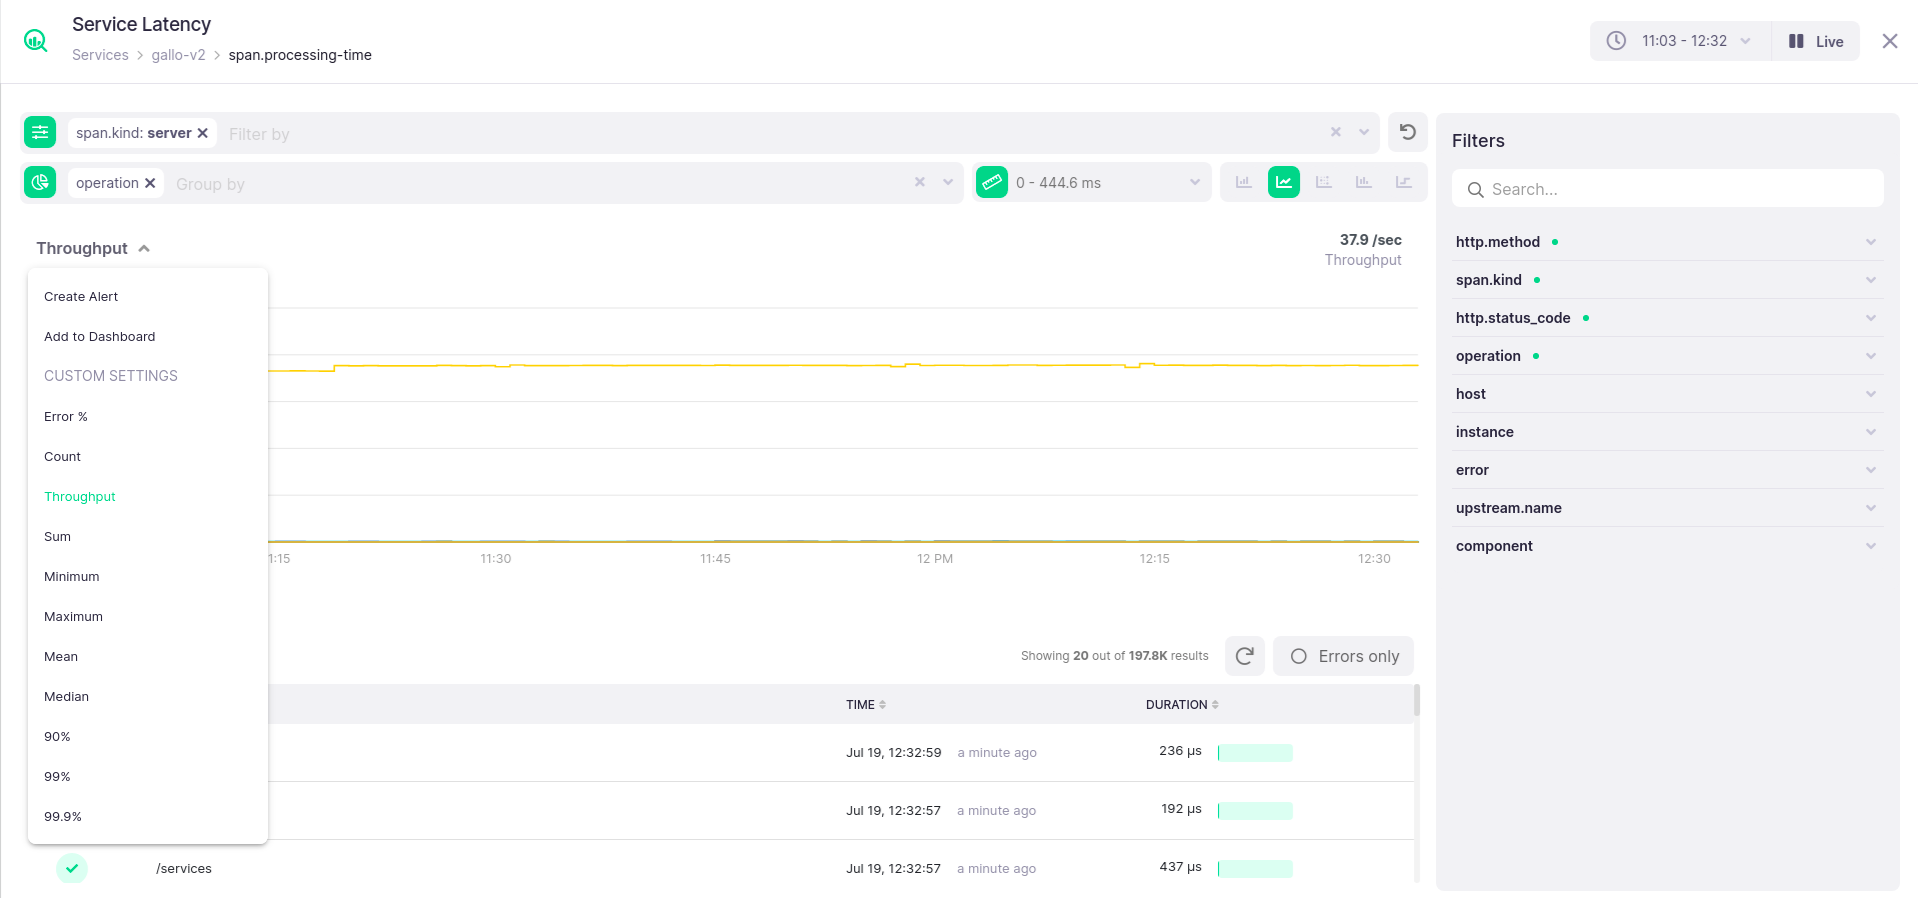 Service Latency
Services > gallo-v2 > span.processing-time
11:03 - 12:32
Live
span.kind: server
Filter by
operation
Group by
0 - 444.6 ms
Throughput
37.9 /sec
Throughput
Create Alert
Add to Dashboard
CUSTOM SETTINGS
Error %
Count
Throughput
Sum
Minimum
Maximum
Mean
Median
90%
99%
99.9%
1:15 11:30 11:45 12 PM 12:15 12:30
Showing 20 out of 197.8K results
Errors only
TIME DURATION
Jul 19, 12:32:59 a minute ago 236 µs
Jul 19, 12:32:57 a minute ago 192 µs
/services Jul 19, 12:32:57 a minute ago 437 µs
Filters
Search...
http.method
span.kind
http.status_code
operation
host
instance
error
upstream.name
component